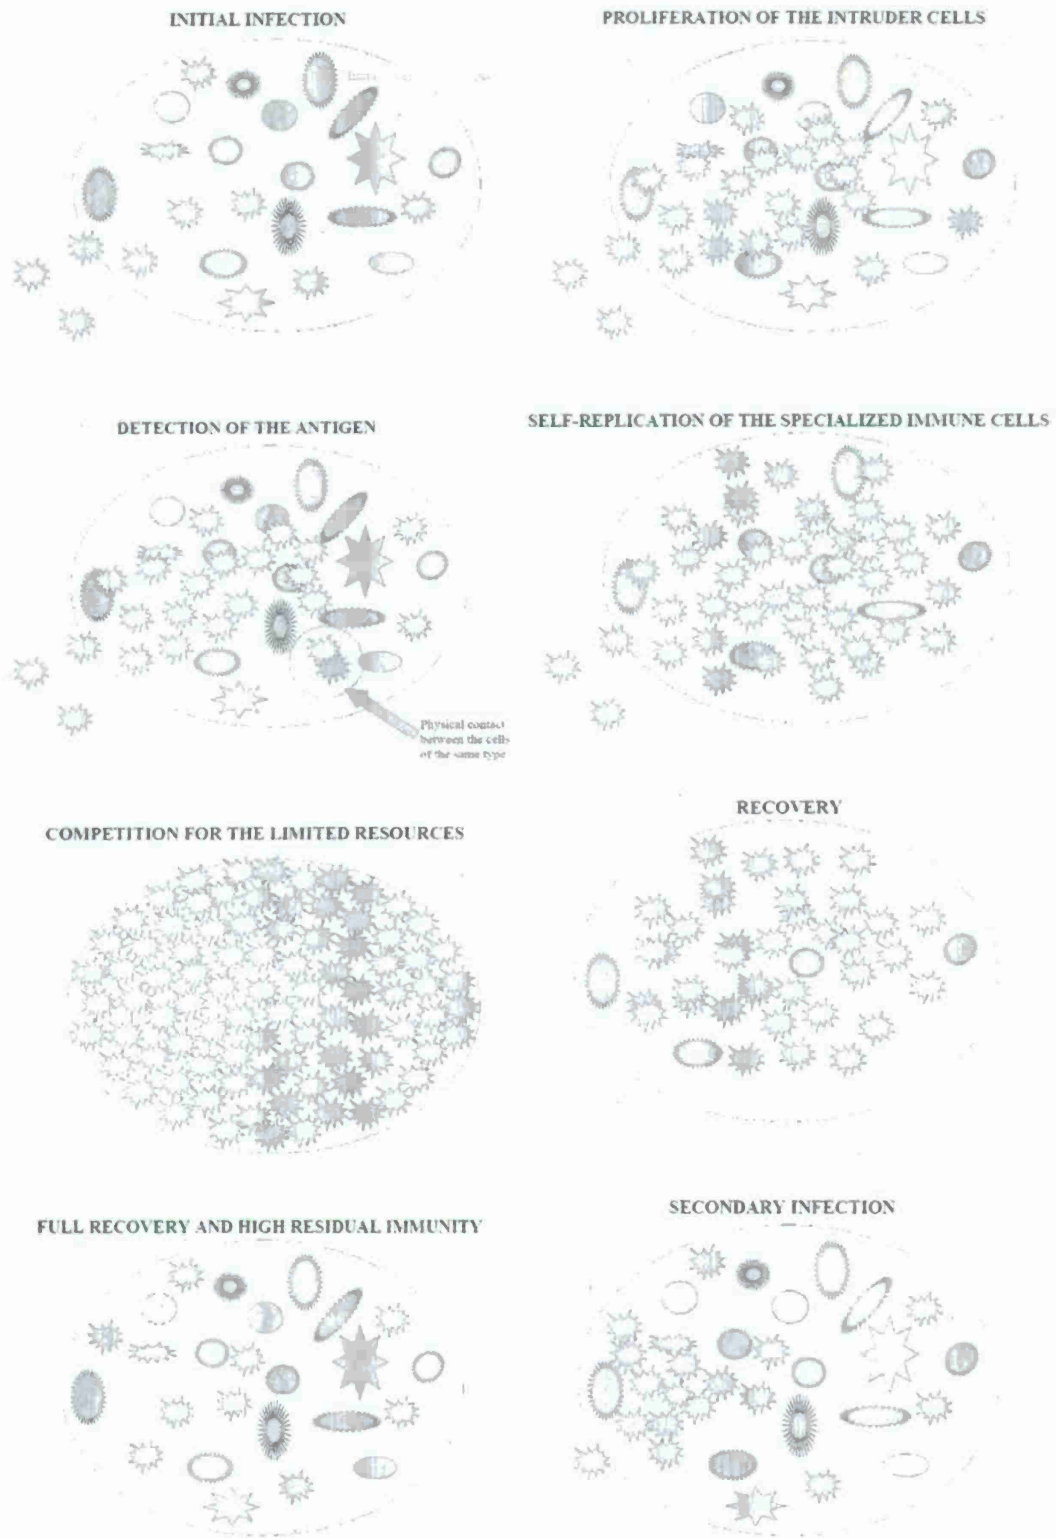 INITIAL INFECTION
PROLIFERATION OF THE INTRUDER CELLS
DETECTION OF THE ANTIGEN
SELF-REPLICATION OF THE SPECIALIZED IMMUNE CELLS
Physical contact
between the cells
of the same type
COMPETITION FOR THE LIMITED RESOURCES
RECOVERY
FULL RECOVERY AND HIGH RESIDUAL IMMUNITY
SECONDARY INFECTION